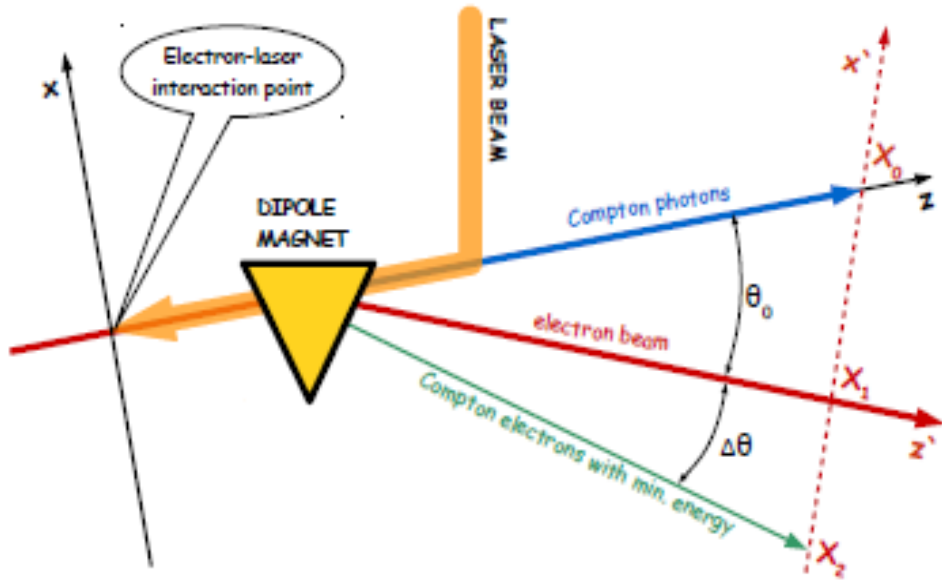 x
Electron-laser
interaction point
LASER BEAM
x`
X₀
z
DIPOLE
MAGNET
Compton photons
θ₀
electron beam
X₁
z`
Compton electrons with min. energy
Δθ
X₂